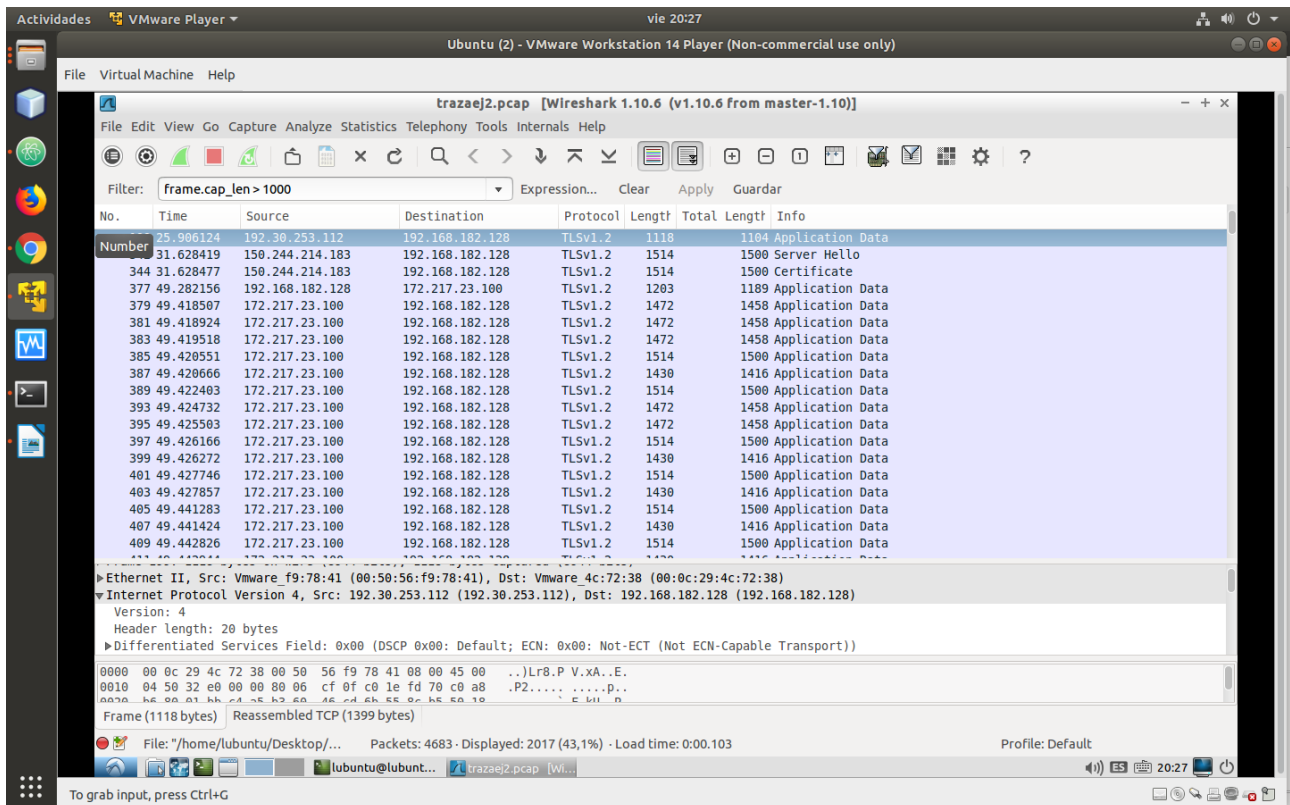 Actividades VMware Player vie 20:27
Ubuntu (2) - VMware Workstation 14 Player (Non-commercial use only)
File Virtual Machine Help
trazaej2.pcap [Wireshark 1.10.6 (v1.10.6 from master-1.10)]
File Edit View Go Capture Analyze Statistics Telephony Tools Internals Help
Filter: frame.cap_len > 1000 Expression... Clear Apply Guardar
No. Time Source Destination Protocol Length Total Length Info
25.906124 192.30.253.112 192.168.182.128 TLSv1.2 1118 1104 Application Data
Number 31.628419 150.244.214.183 192.168.182.128 TLSv1.2 1514 1500 Server Hello
344 31.628477 150.244.214.183 192.168.182.128 TLSv1.2 1514 1500 Certificate
377 49.282156 192.168.182.128 172.217.23.100 TLSv1.2 1203 1189 Application Data
379 49.418507 172.217.23.100 192.168.182.128 TLSv1.2 1472 1458 Application Data
381 49.418924 172.217.23.100 192.168.182.128 TLSv1.2 1472 1458 Application Data
383 49.419518 172.217.23.100 192.168.182.128 TLSv1.2 1472 1458 Application Data
385 49.420551 172.217.23.100 192.168.182.128 TLSv1.2 1514 1500 Application Data
387 49.420666 172.217.23.100 192.168.182.128 TLSv1.2 1430 1416 Application Data
389 49.422403 172.217.23.100 192.168.182.128 TLSv1.2 1514 1500 Application Data
393 49.424732 172.217.23.100 192.168.182.128 TLSv1.2 1472 1458 Application Data
395 49.425503 172.217.23.100 192.168.182.128 TLSv1.2 1472 1458 Application Data
397 49.426166 172.217.23.100 192.168.182.128 TLSv1.2 1514 1500 Application Data
399 49.426272 172.217.23.100 192.168.182.128 TLSv1.2 1430 1416 Application Data
401 49.427746 172.217.23.100 192.168.182.128 TLSv1.2 1514 1500 Application Data
403 49.427857 172.217.23.100 192.168.182.128 TLSv1.2 1430 1416 Application Data
405 49.441283 172.217.23.100 192.168.182.128 TLSv1.2 1514 1500 Application Data
407 49.441424 172.217.23.100 192.168.182.128 TLSv1.2 1430 1416 Application Data
409 49.442826 172.217.23.100 192.168.182.128 TLSv1.2 1514 1500 Application Data
Ethernet II, Src: Vmware_f9:78:41 (00:50:56:f9:78:41), Dst: Vmware_4c:72:38 (00:0c:29:4c:72:38)
Internet Protocol Version 4, Src: 192.30.253.112 (192.30.253.112), Dst: 192.168.182.128 (192.168.182.128)
Version: 4
Header length: 20 bytes
Differentiated Services Field: 0x00 (DSCP 0x00: Default; ECN: 0x00: Not-ECT (Not ECN-Capable Transport))
0000 00 0c 29 4c 72 38 00 50 56 f9 78 41 08 00 45 00 ..)Lr8.P V.xA..E.
0010 04 50 32 e0 00 00 80 06 cf 0f c0 1e fd 70 c0 a8 .P2..... .....p..
Frame (1118 bytes) Reassembled TCP (1399 bytes)
File: "/home/lubuntu/Desktop/... Packets: 4683 · Displayed: 2017 (43,1%) · Load time: 0:00.103 Profile: Default
lubuntu@lubunt... trazaej2.pcap [Wi... ES 20:27
To grab input, press Ctrl+G